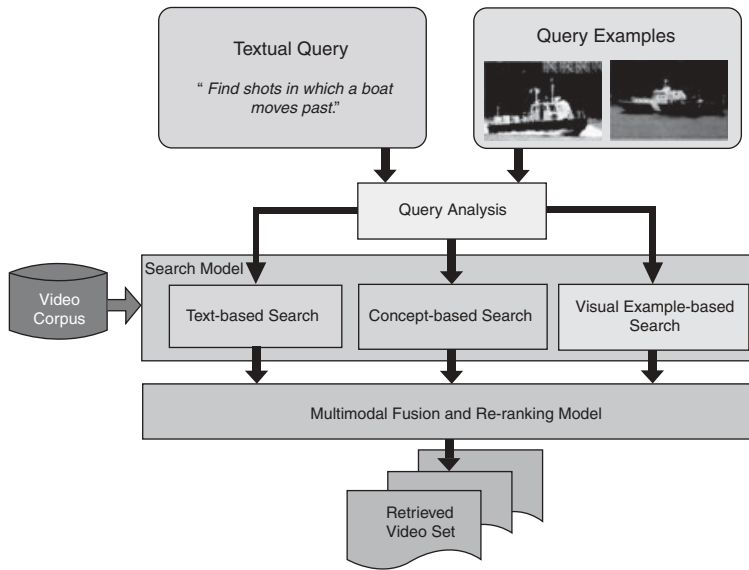 Textual Query
“ Find shots in which a boat
moves past.”
Query Examples
Query Analysis
Search Model
Video
Corpus
Text-based Search
Concept-based Search
Visual Example-based
Search
Multimodal Fusion and Re-ranking Model
Retrieved
Video Set